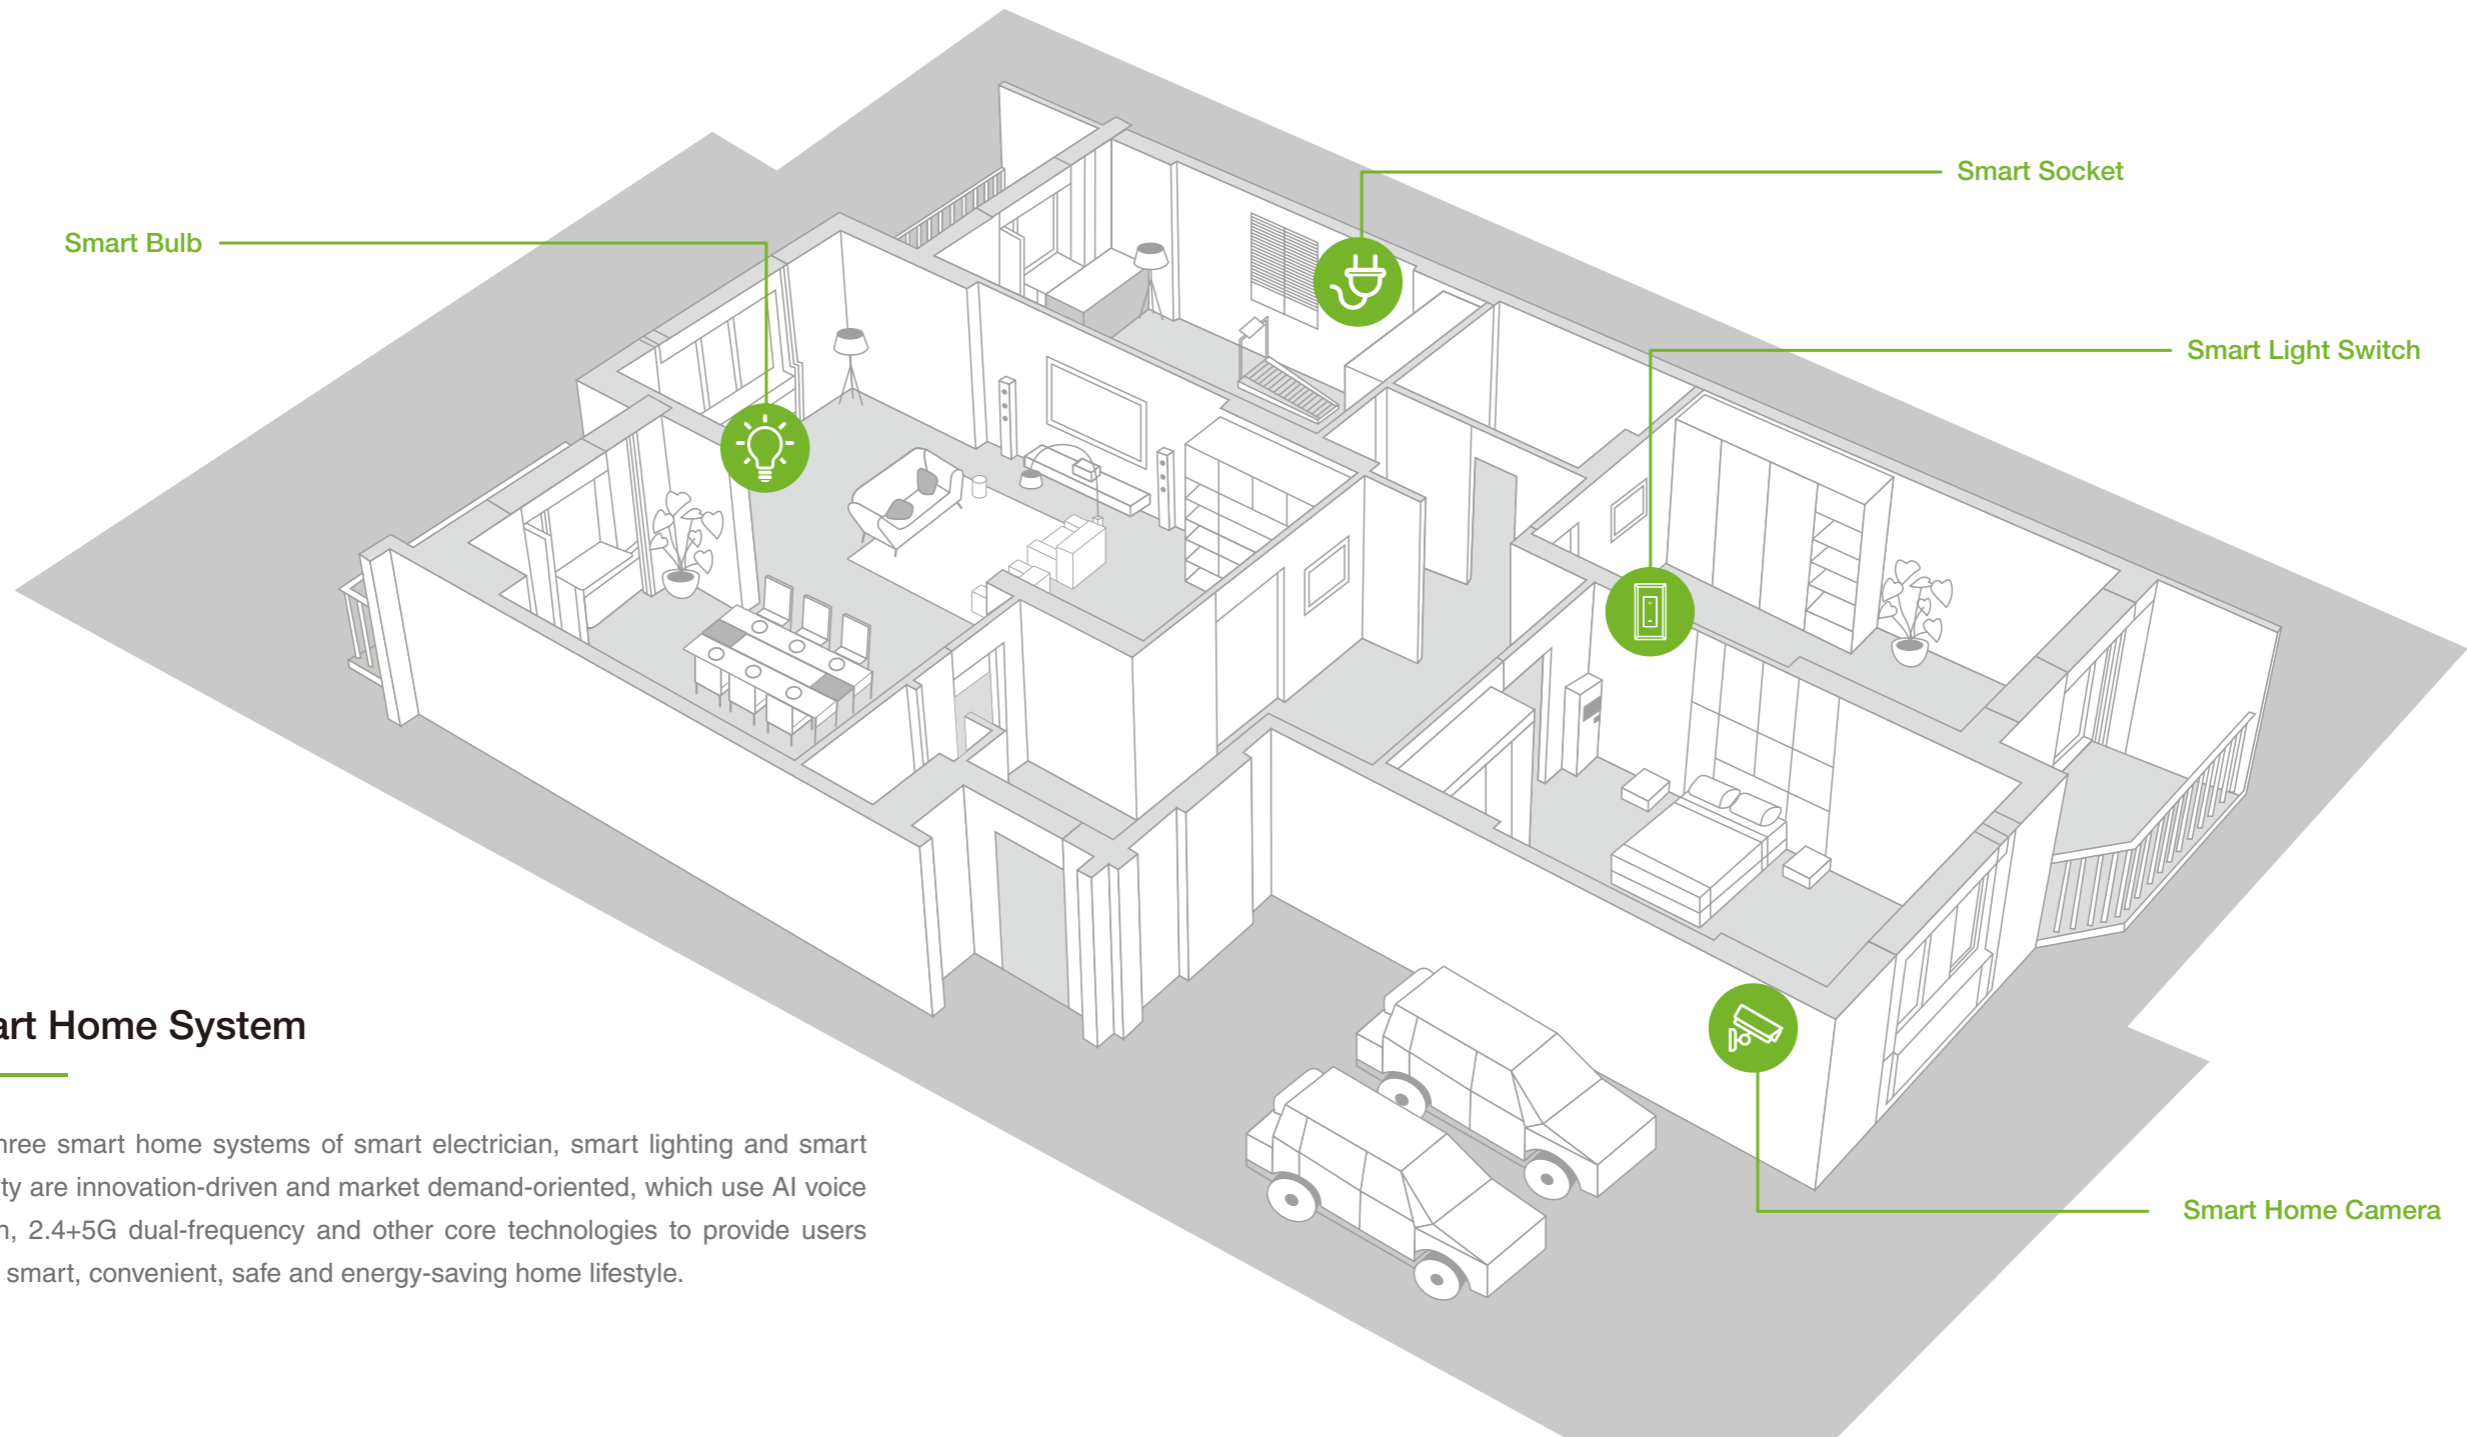 Smart Socket
Smart Bulb
Smart Light Switch
art Home System
hree smart home systems of smart electrician, smart lighting and smart
ty are innovation-driven and market demand-oriented, which use AI voice
n, 2.4+5G dual-frequency and other core technologies to provide users
smart, convenient, safe and energy-saving home lifestyle.
Smart Home Camera